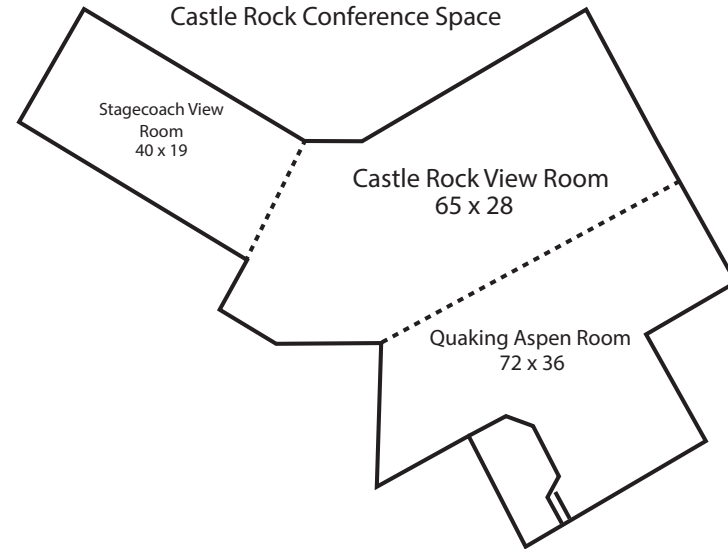 Castle Rock Conference Space
Stagecoach View
Room
40 x 19
Castle Rock View Room
65 x 28
Quaking Aspen Room
72 x 36